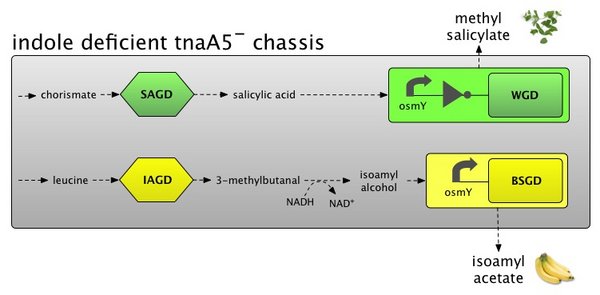 methyl
salicylate
indole deficient tnaA5⁻ chassis
chorismate SAGD salicylic acid osmY WGD
leucine IAGD 3-methylbutanal NADH NAD⁺ isoamyl
alcohol osmY BSGD
isoamyl
acetate